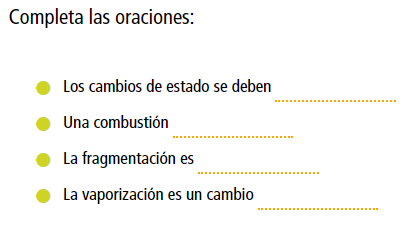 Completa las oraciones:
Los cambios de estado se deben
Una combustión
La fragmentación es
La vaporización es un cambio